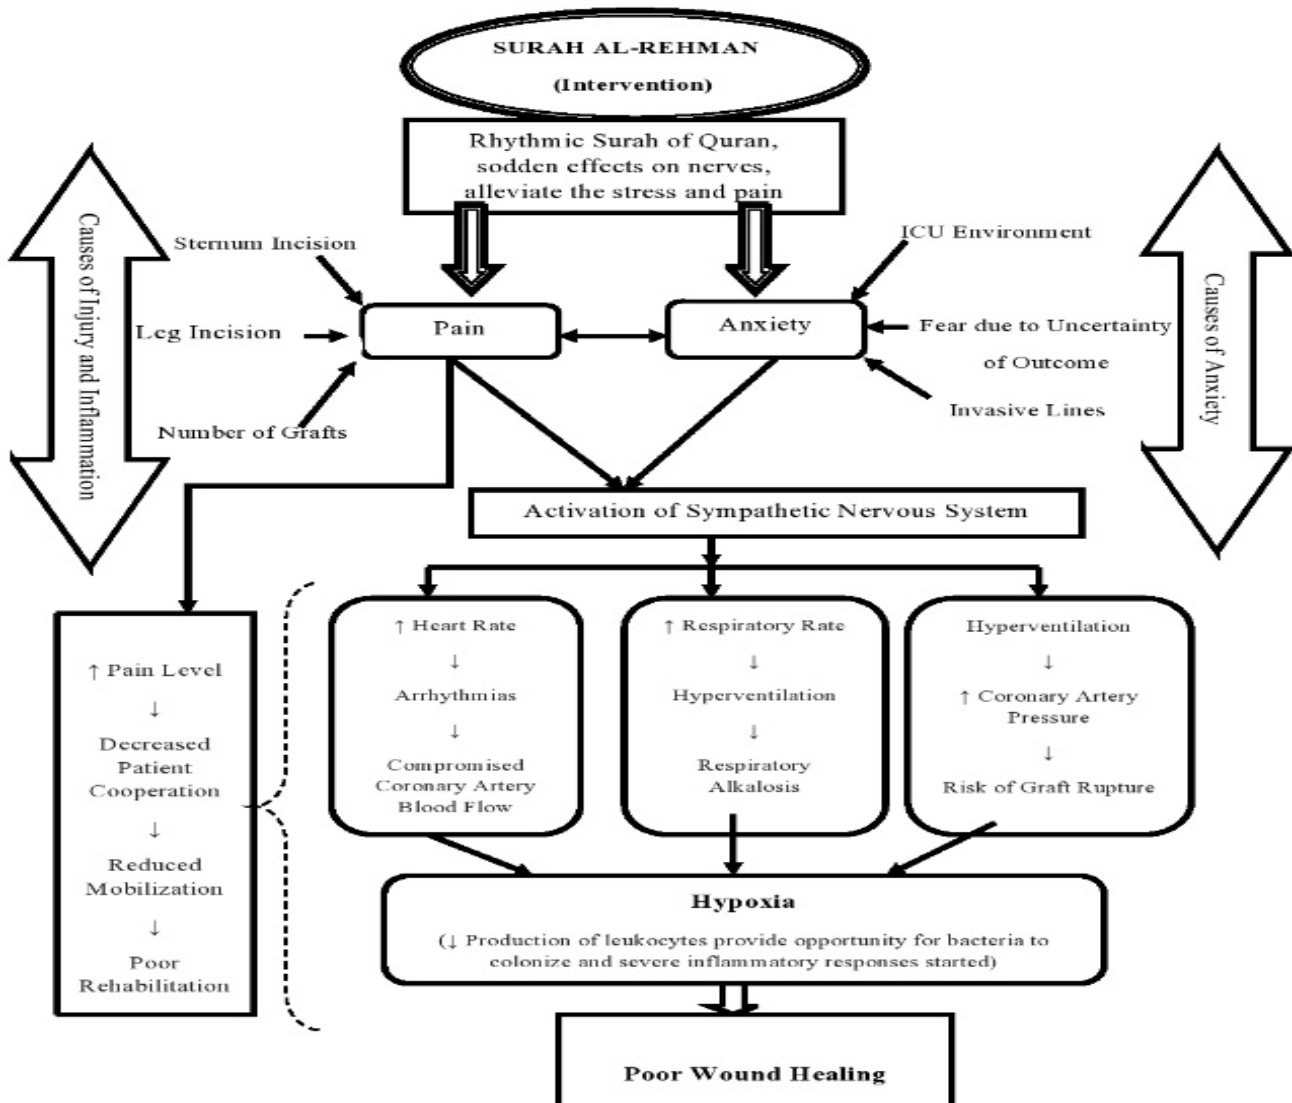 SURAH AL-REHMAN
(Intervention)
Rhythmic Surah of Quran,
sodden effects on nerves,
alleviate the stress and pain
Causes of Injury and Inflammation
Sternum Incision
Leg Incision
Number of Grafts
Pain
Anxiety
ICU Environment
Fear due to Uncertainty
of Outcome
Invasive Lines
Causes of Anxiety
Activation of Sympathetic Nervous System
↑ Pain Level
↓
Decreased
Patient
Cooperation
↓
Reduced
Mobilization
↓
Poor
Rehabilitation
↑ Heart Rate
↓
Arrhythmias
↓
Compromised
Coronary Artery
Blood Flow
↑ Respiratory Rate
↓
Hyperventilation
↓
Respiratory
Alkalosis
Hyperventilation
↓
↑ Coronary Artery
Pressure
↓
Risk of Graft Rupture
Hypoxia
(↓ Production of leukocytes provide opportunity for bacteria to
colonize and severe inflammatory responses started)
Poor Wound Healing